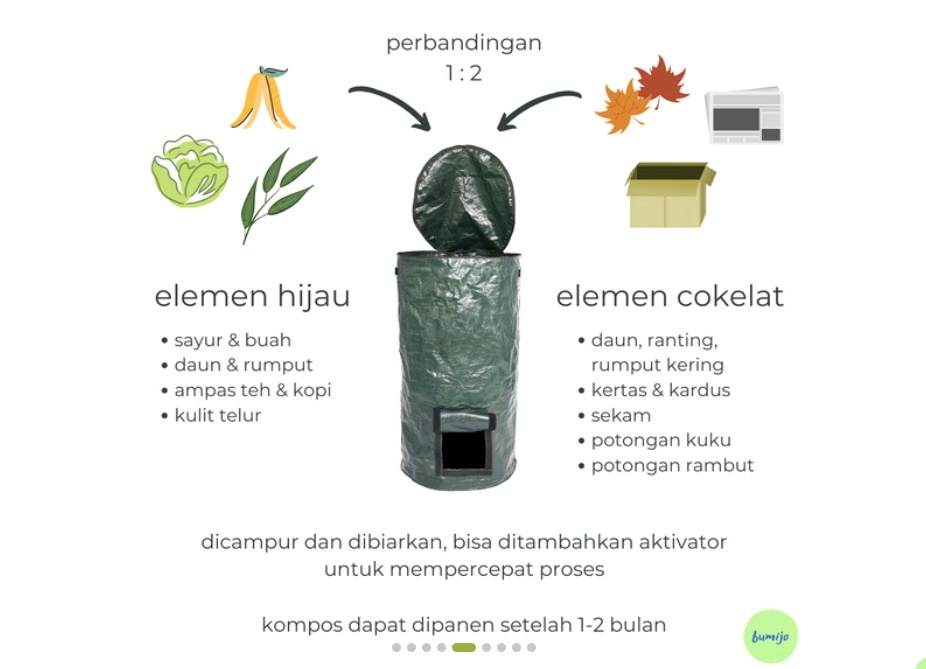 perbandingan
1 : 2
elemen hijau
• sayur & buah
• daun & rumput
• ampas teh & kopi
• kulit telur
elemen cokelat
• daun, ranting,
rumput kering
• kertas & kardus
• sekam
• potongan kuku
• potongan rambut
dicampur dan dibiarkan, bisa ditambahkan aktivator
untuk mempercepat proses
kompos dapat dipanen setelah 1-2 bulan
bumijo